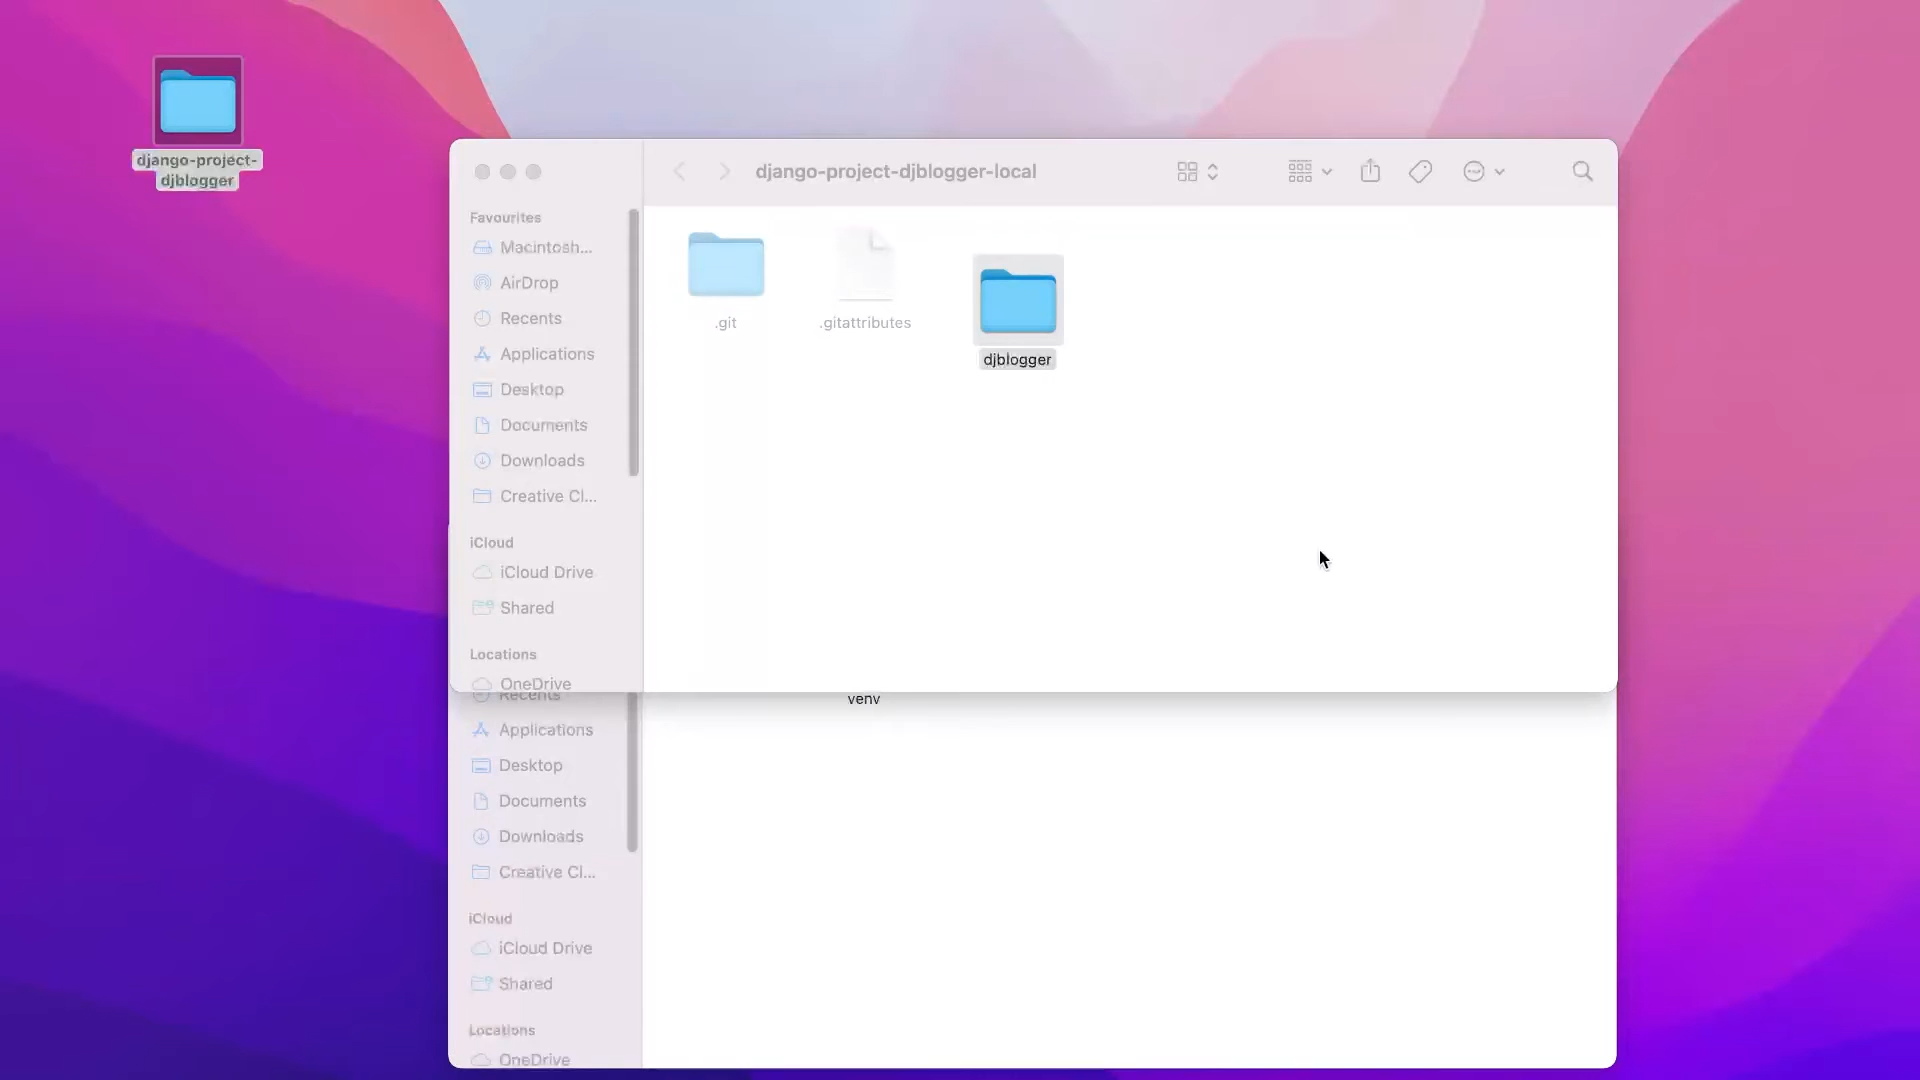 django-project-
djblogger
django-project-djblogger-local
Favourites
Macintosh...
AirDrop
Recents
Applications
Desktop
Documents
Downloads
Creative Cl...
iCloud
iCloud Drive
Shared
Locations
OneDrive
.git
.gitattributes
djblogger
Recents
venv
Applications
Desktop
Documents
Downloads
Creative Cl...
iCloud
iCloud Drive
Shared
Locations
OneDrive